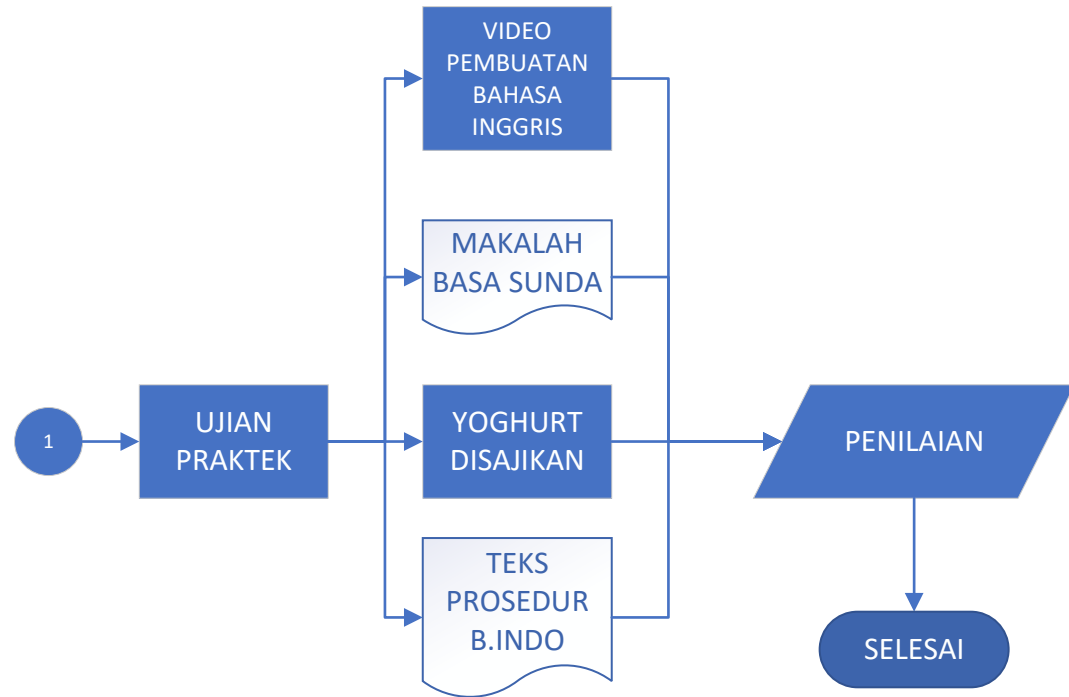 VIDEO
PEMBUATAN
BAHASA
INGGRIS
MAKALAH
BASA SUNDA
1
UJIAN
PRAKTEK
YOGHURT
DISAJIKAN
PENILAIAN
TEKS
PROSEDUR
B.INDO
SELESAI